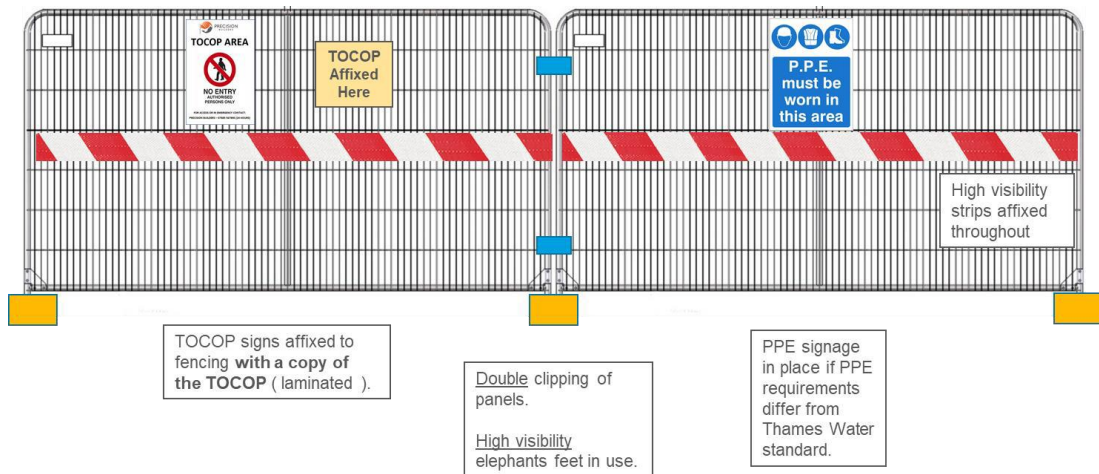 PRECISION
TOCOP AREA
NO ENTRY
AUTHORISED
PERSONS ONLY
TOCOP
Affixed
Here
P.P.E.
must be
worn in
this area
High visibility
strips affixed
throughout
TOCOP signs affixed to
fencing with a copy of
the TOCOP ( laminated ).
Double clipping of
panels.
High visibility
elephants feet in use.
PPE signage
in place if PPE
requirements
differ from
Thames Water
standard.